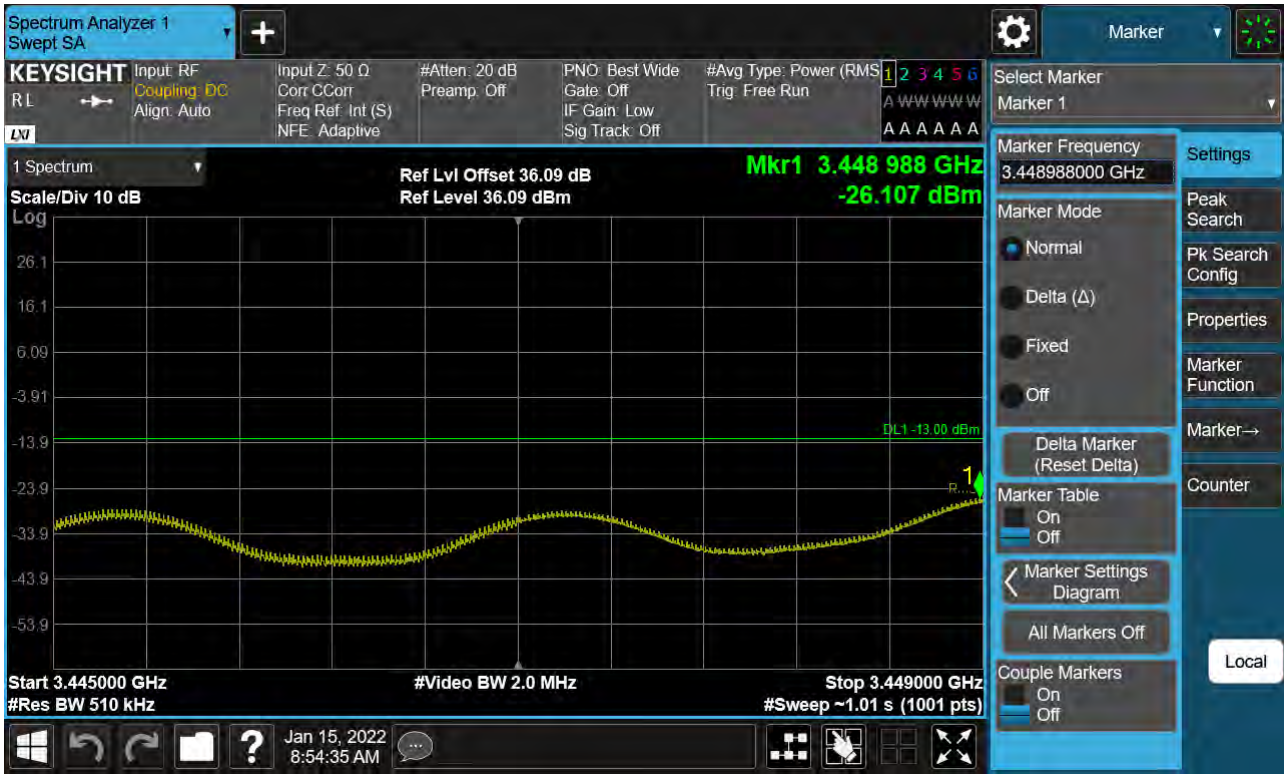 Spectrum Analyzer 1
Swept SA
+
Marker
KEYSIGHT
RL
LXI
Input: RF
Coupling: DC
Align: Auto
Input Z: 50 Ω
Corr CCorr
Freq Ref: Int (S)
NFE: Adaptive
#Atten: 20 dB
Preamp: Off
PNO: Best Wide
Gate: Off
IF Gain: Low
Sig Track: Off
#Avg Type: Power (RMS
Trig: Free Run
1 2 3 4 5 6
A W W W W W
A A A A A A
Select Marker
Marker 1
1 Spectrum
Scale/Div 10 dB
Log
Ref Lvl Offset 36.09 dB
Ref Level 36.09 dBm
Mkr1 3.448 988 GHz
-26.107 dBm
26.1
16.1
6.09
-3.91
-13.9
-23.9
-33.9
-43.9
-53.9
DL1 -13.00 dBm
1
Start 3.445000 GHz
#Res BW 510 kHz
#Video BW 2.0 MHz
Stop 3.449000 GHz
#Sweep ~1.01 s (1001 pts)
Marker Frequency
3.448988000 GHz
Marker Mode
Normal
Delta (Δ)
Fixed
Off
Delta Marker
(Reset Delta)
Marker Table
On
Off
Marker Settings
Diagram
All Markers Off
Couple Markers
On
Off
Settings
Peak
Search
Pk Search
Config
Properties
Marker
Function
Marker→
Counter
Local
?
Jan 15, 2022
8:54:35 AM